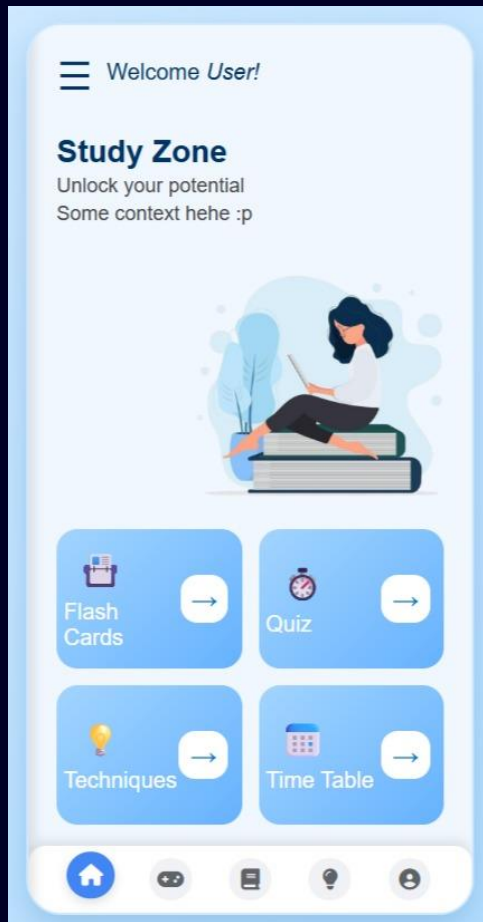 Welcome User!
Study Zone
Unlock your potential
Some context hehe :p
Flash
Cards
Quiz
Techniques
Time Table